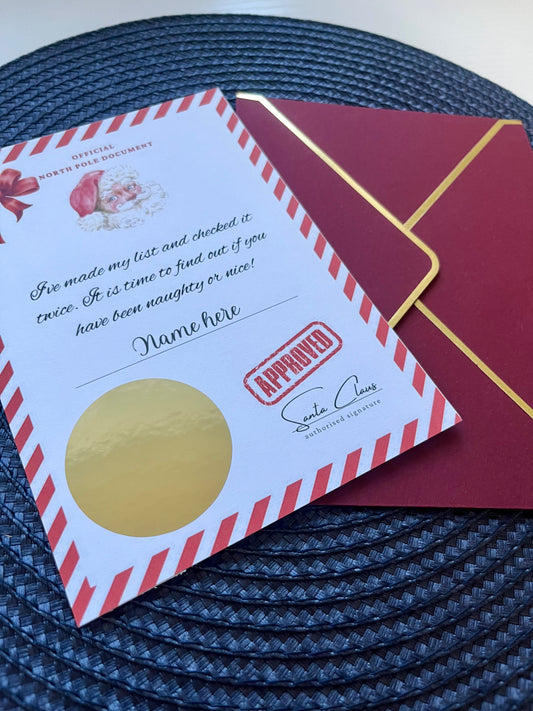 OFFICIAL
NORTH POLE DOCUMENT
I've made my list and checked it
twice. It is time to find out if you
have been naughty or nice!
Name here
APPROVED
Santa Claus
authorised signature